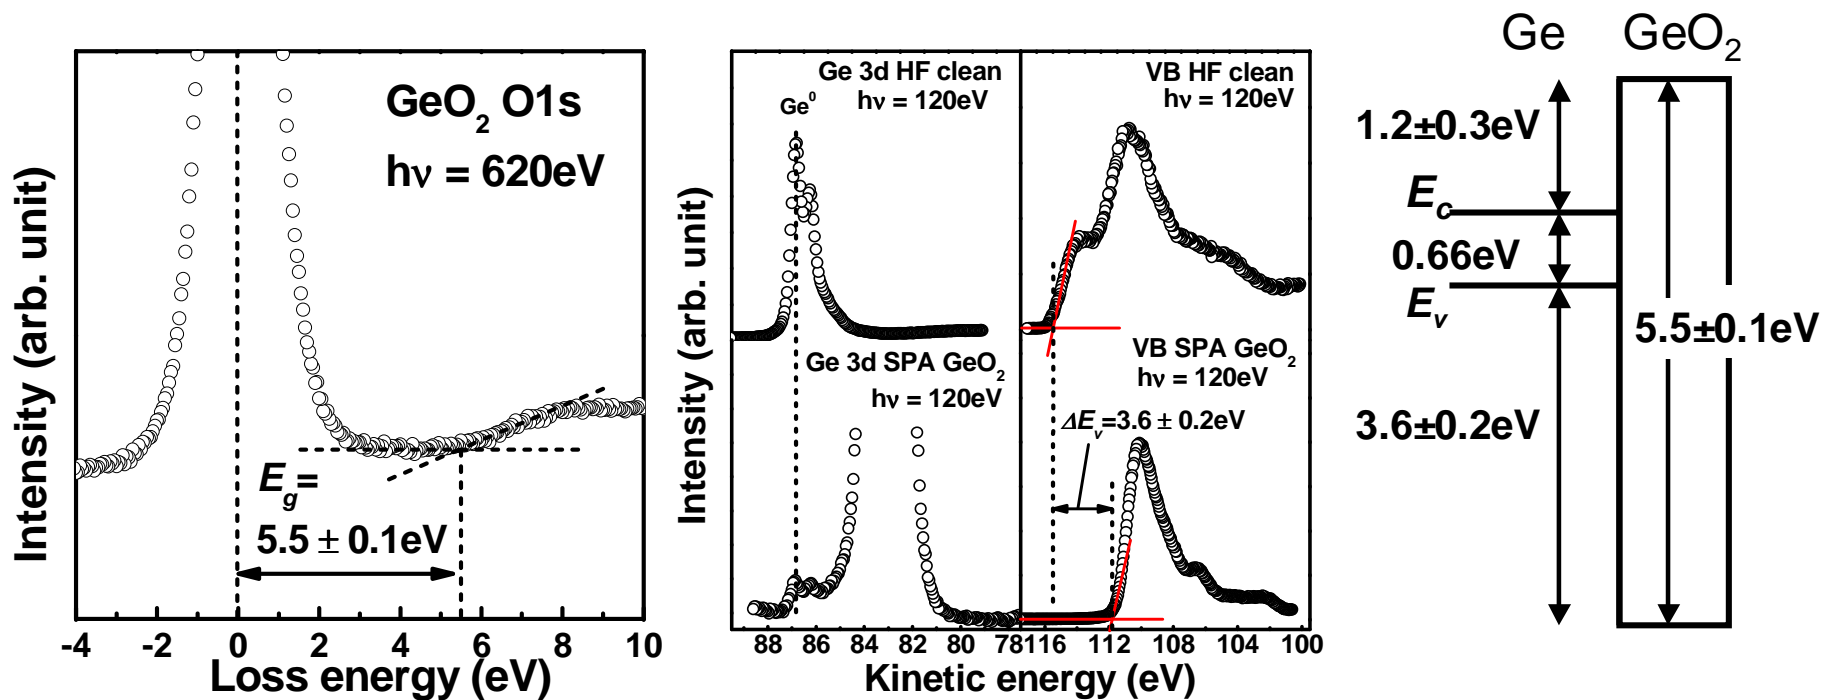 GeO₂ O1s
hν = 620eV
E_g=
5.5 ± 0.1eV
Intensity (arb. unit)
-4 -2 0 2 4 6 8 10
Loss energy (eV)
Ge 3d HF clean
hν = 120eV
Ge⁰
Ge 3d SPA GeO₂
hν = 120eV
VB HF clean
hν = 120eV
VB SPA GeO₂
hν = 120eV
ΔE_v=3.6 ± 0.2eV
Intensity (arb. unit)
88 86 84 82 80 78 116 112 108 104 100
Kinetic energy (eV)
Ge GeO₂
1.2±0.3eV
E_c
0.66eV
E_v
5.5±0.1eV
3.6±0.2eV